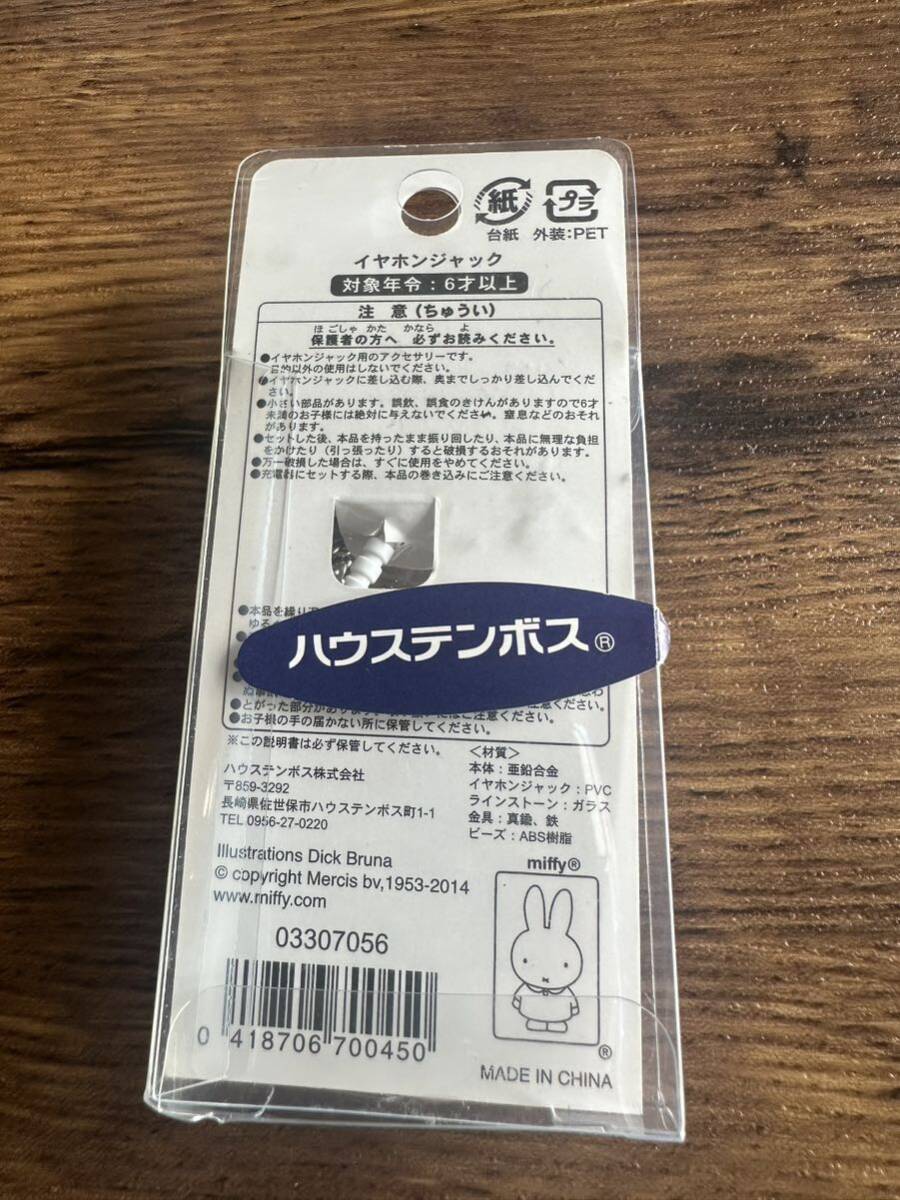 紙
プラ
台紙 外装:PET
イヤホンジャック
対象年令:6才以上
注 意(ちゅうい)
ほごしゃ かた かなら よ
保護者の方へ 必ずお読みください。
●イヤホンジャック用のアクセサリーです。
目的以外の使用はしないでください。
●イヤホンジャックに差し込む際、奥までしっかり差し込んでくだ
さい。
●小さい部品があります。誤飲、誤食のきけんがありますので6才
未満のお子様には絶対に与えないでください。窒息などのおそれ
があります。
●セットした後、本品を持ったまま振り回したり、本品に無理な負担
をかけたり(引っ張ったり)すると破損するおそれがあります。
●万一破損した場合は、すぐに使用をやめてください。
●充電器にセットする際、本品の巻き込みにご注意ください。
●本品を繰り
ゆる
ハウステンボス®
●とがった部分があり にはご注意ください。
●お子様の手の届かない所に保管してください。
※この説明書は必ず保管してください。
ハウステンボス株式会社
〒859-3292
長崎県佐世保市ハウステンボス町1-1
TEL 0956-27-0220
<材質>
本体:亜鉛合金
イヤホンジャック:PVC
ラインストーン:ガラス
金具:真鍮、鉄
ビーズ:ABS樹脂
Illustrations Dick Bruna
© copyright Mercis bv,1953-2014
www.miffy.com
miffy®
®
03307056
0 418706 700450
MADE IN CHINA